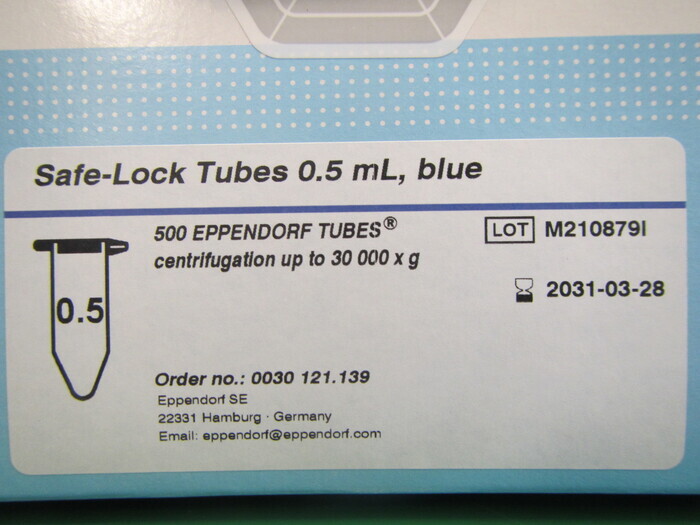 Safe-Lock Tubes 0.5 mL, blue
500 EPPENDORF TUBES®
centrifugation up to 30 000 x g
LOT M210879I
2031-03-28
0.5
Order no.: 0030 121.139
Eppendorf SE
22331 Hamburg · Germany
Email: eppendorf@eppendorf.com